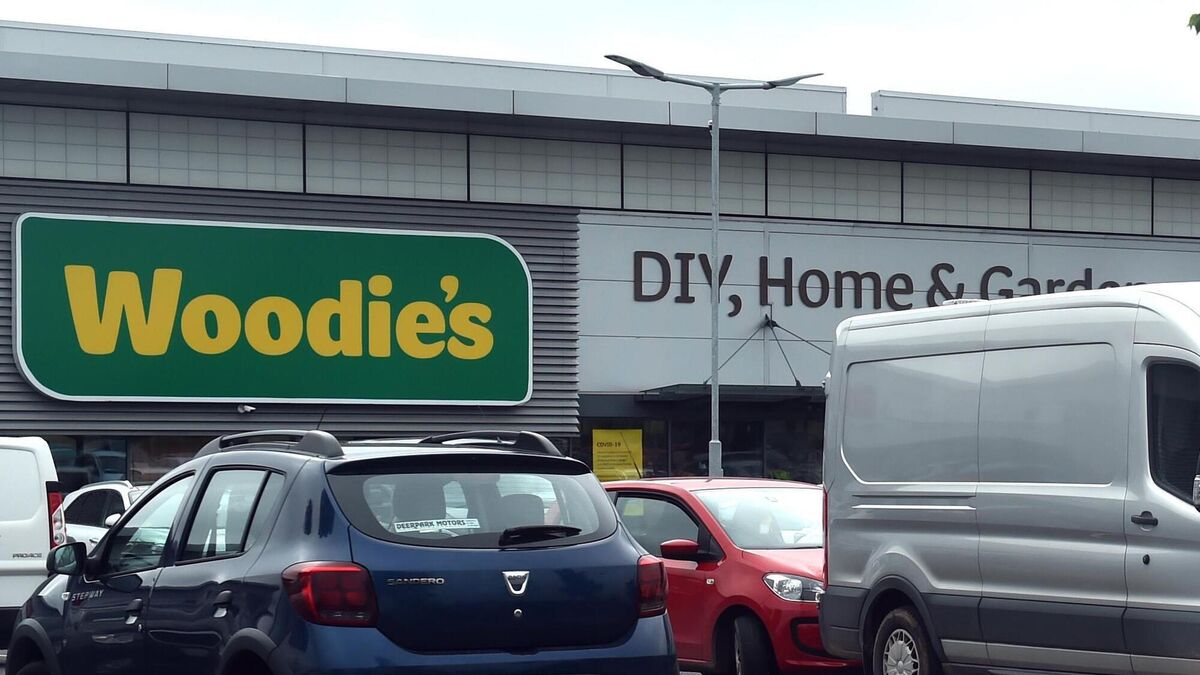 Woodie's
DIY, Home & Garden
COVID-19
DEERPARK MOTORS
SANDERO
STEPWAY
PROACE